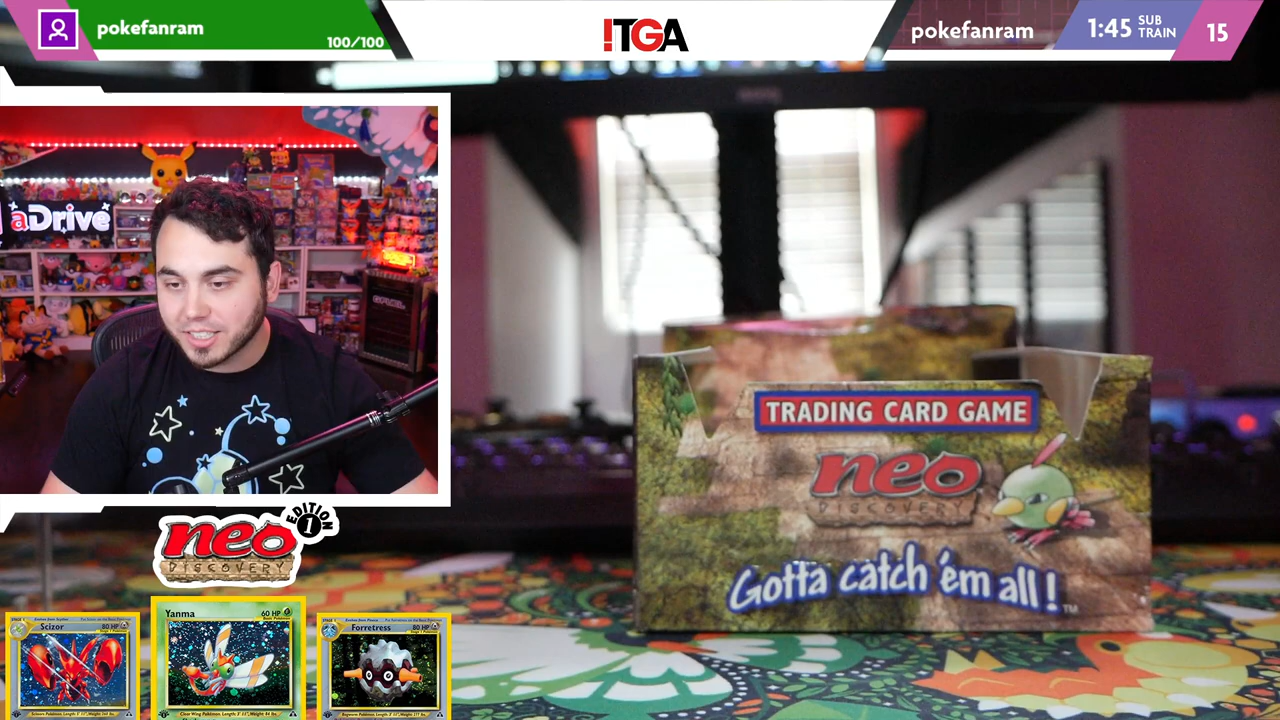 pokefanram
100/100
!TGA
pokefanram
1:45 SUB TRAIN
15
aDrive
TRADING CARD GAME
neo
DISCOVERY
Gotta catch 'em all! TM
neo
DISCOVERY
EDITION 1
Scizor 80 HP
Yanma 60 HP
Forretress 80 HP